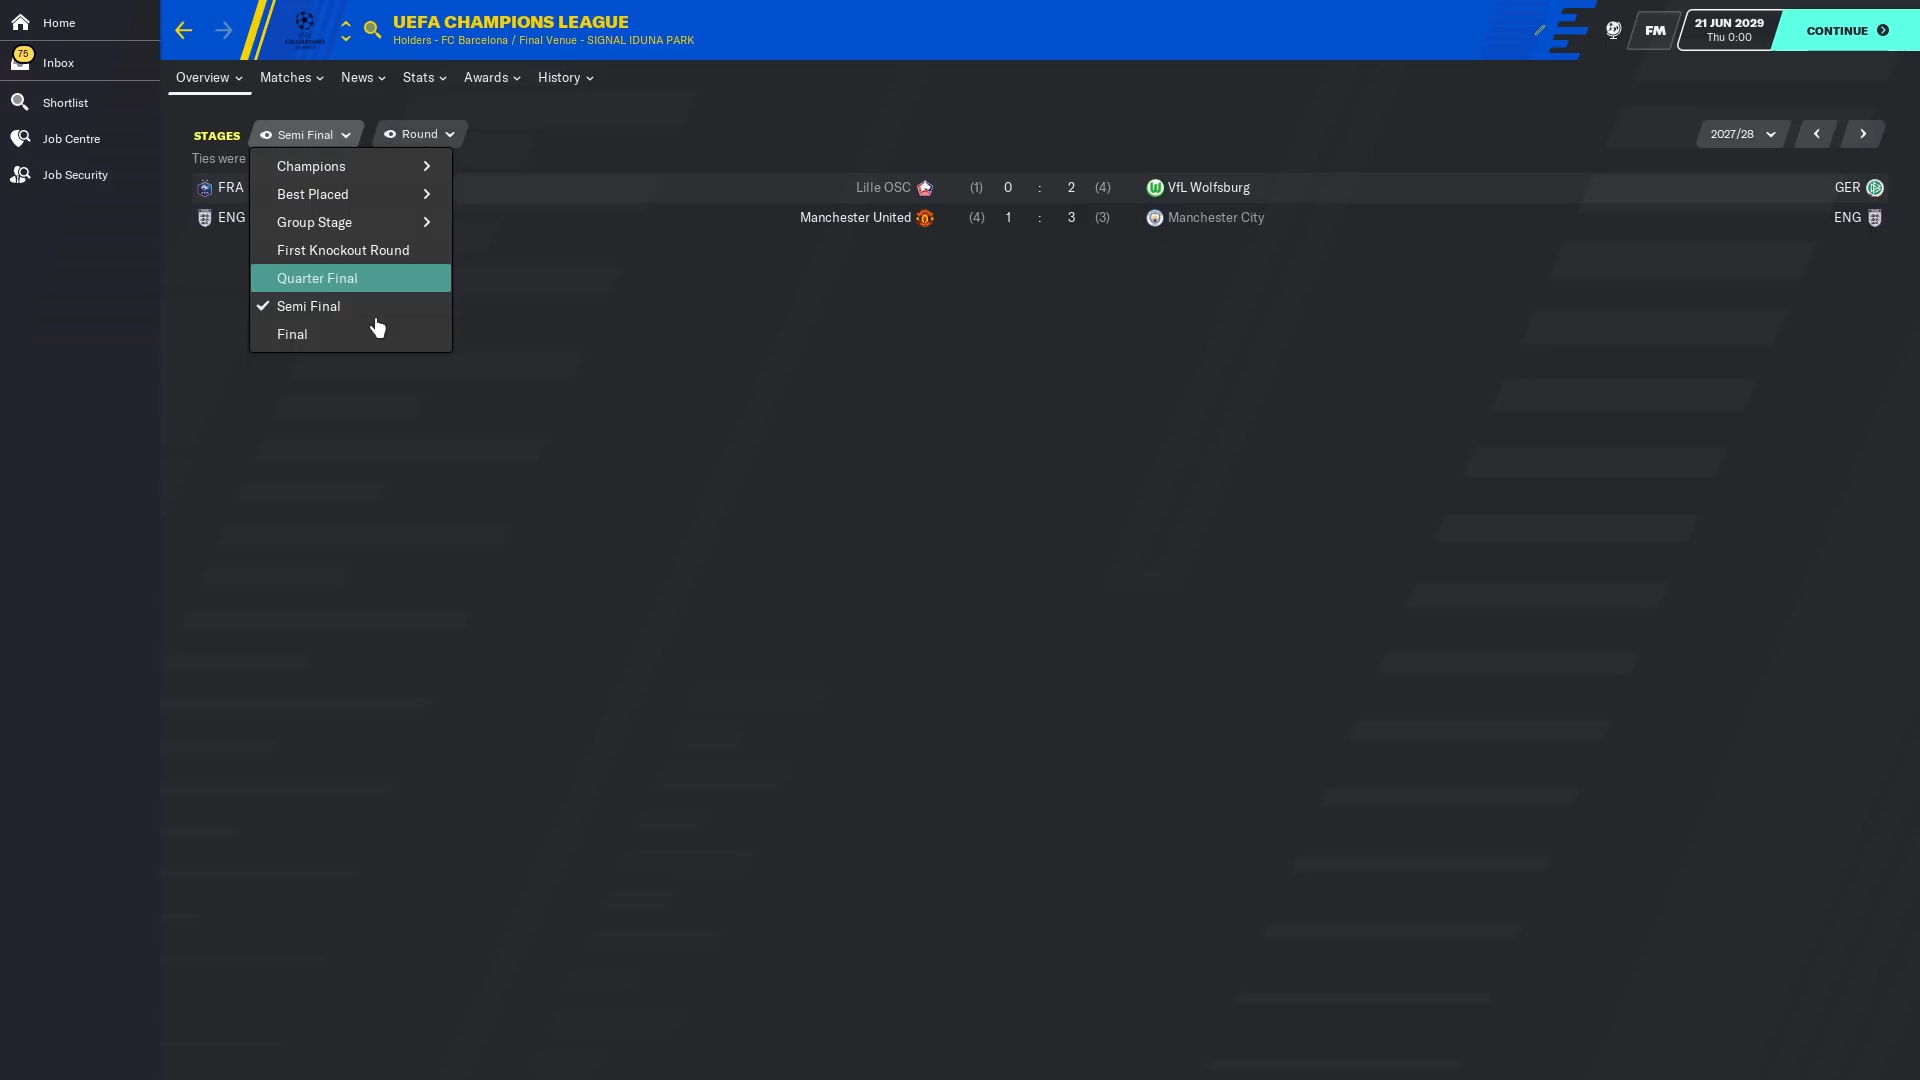 Home
75
Inbox
Shortlist
Job Centre
Job Security
UEFA CHAMPIONS LEAGUE
Holders - FC Barcelona / Final Venue - SIGNAL IDUNA PARK
FM
21 JUN 2029
Thu 0:00
CONTINUE
Overview Matches News Stats Awards History
STAGES Semi Final Round 2027/28
Ties were
FRA Lille OSC (1) 0 : 2 (4) VfL Wolfsburg GER
ENG Manchester United (4) 1 : 3 (3) Manchester City ENG
Champions
Best Placed
Group Stage
First Knockout Round
Quarter Final
Semi Final
Final